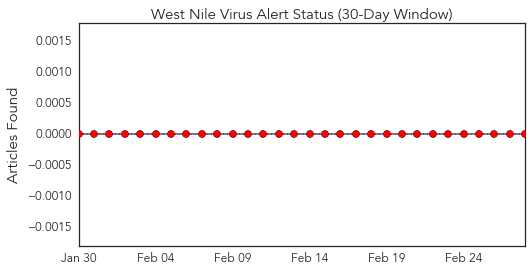 West Nile Virus Alert Status (30-Day Window)
Articles Found
0.0015
0.0010
0.0005
0.0000
−0.0005
−0.0010
−0.0015
Jan 30 Feb 04 Feb 09 Feb 14 Feb 19 Feb 24